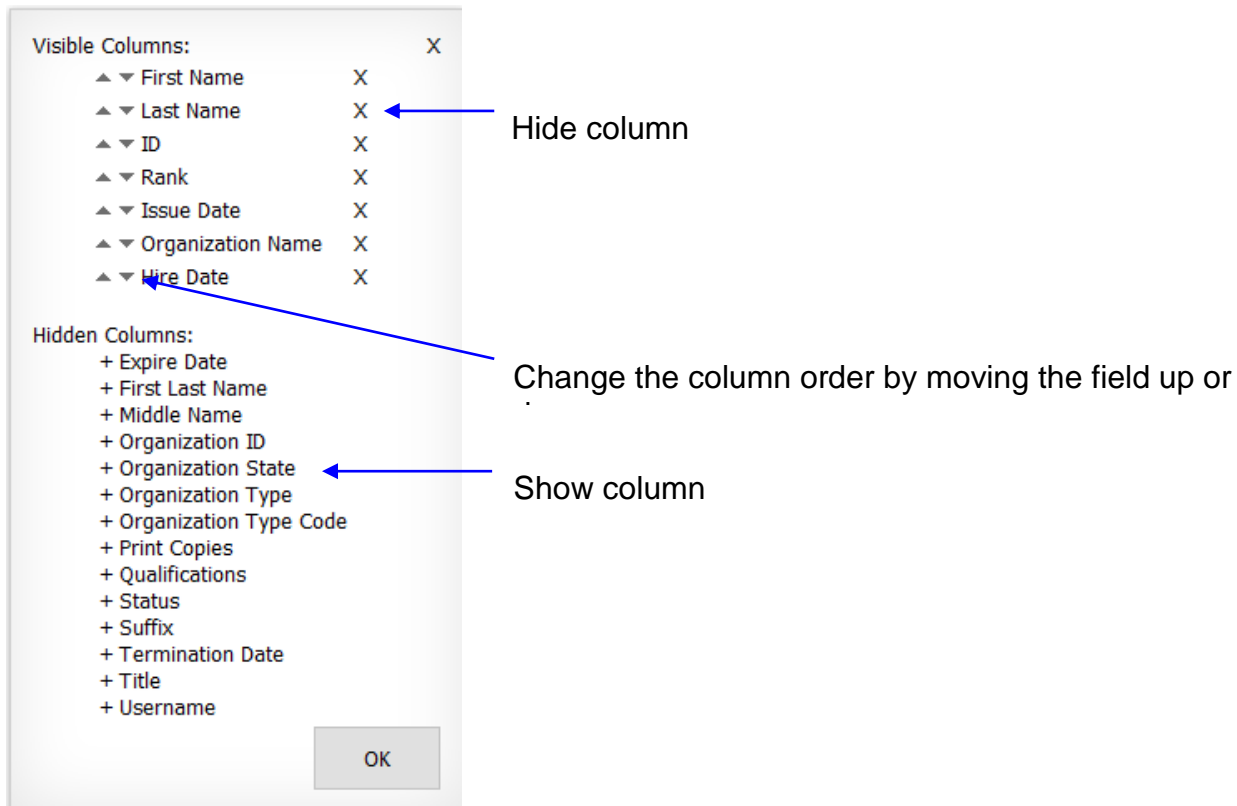 Visible Columns: X
First Name X
Last Name X
Hide column
ID X
Rank X
Issue Date X
Organization Name X
Hire Date X
Hidden Columns:
+ Expire Date
+ First Last Name
Change the column order by moving the field up or
+ Middle Name
+ Organization ID
+ Organization State
Show column
+ Organization Type
+ Organization Type Code
+ Print Copies
+ Qualifications
+ Status
+ Suffix
+ Termination Date
+ Title
+ Username
OK